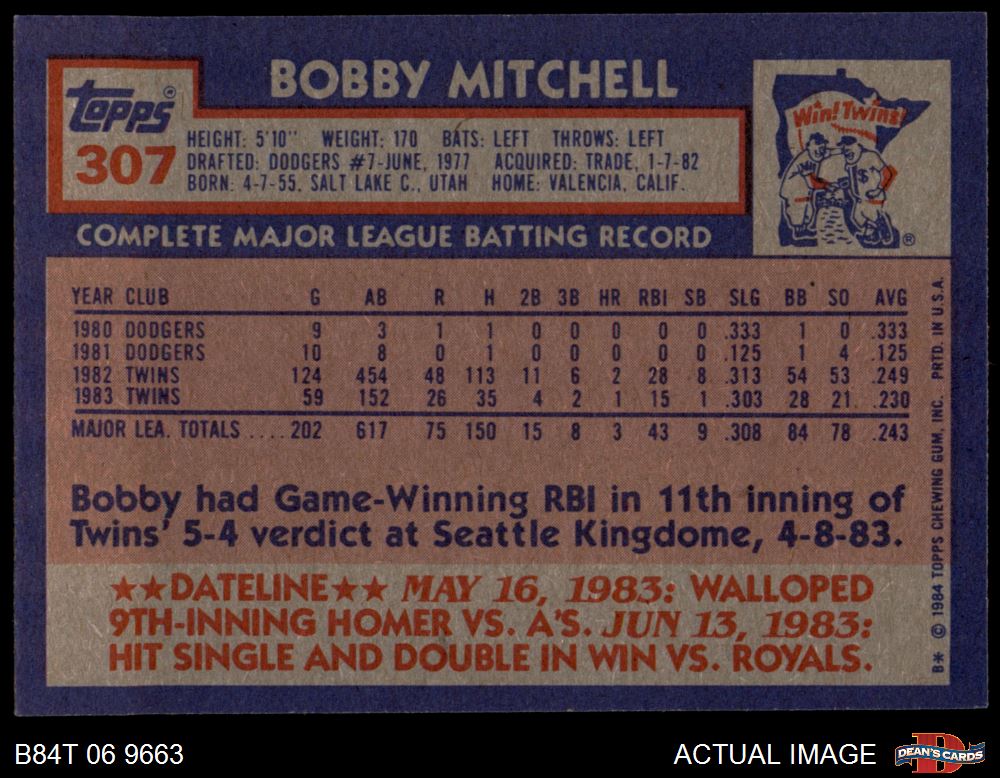 BOBBY MITCHELL
Topps®
307
HEIGHT: 5'10" WEIGHT: 170 BATS: LEFT THROWS: LEFT
DRAFTED: DODGERS #7-JUNE, 1977 ACQUIRED: TRADE, 1-7-82
BORN: 4-7-55, SALT LAKE C., UTAH HOME: VALENCIA, CALIF.
Win! Twins!
$
®
COMPLETE MAJOR LEAGUE BATTING RECORD
YEAR CLUB G AB R H 2B 3B HR RBI SB SLG BB SO AVG
1980 DODGERS 9 3 1 1 0 0 0 0 0 .333 1 0 .333
1981 DODGERS 10 8 0 1 0 0 0 0 0 .125 1 4 .125
1982 TWINS 124 454 48 113 11 6 2 28 8 .313 54 53 .249
1983 TWINS 59 152 26 35 4 2 1 15 1 .303 28 21 .230
MAJOR LEA. TOTALS ....202 617 75 150 15 8 3 43 9 .308 84 78 .243
Bobby had Game-Winning RBI in 11th inning of
Twins' 5-4 verdict at Seattle Kingdome, 4-8-83.
★★DATELINE★★ MAY 16, 1983: WALLOPED
9TH-INNING HOMER VS. A'S. JUN 13, 1983:
HIT SINGLE AND DOUBLE IN WIN VS. ROYALS.
B* © 1984 TOPPS CHEWING GUM, INC. PRTD. IN U.S.A.
B84T 06 9663
ACTUAL IMAGE
DEAN'S CARDS